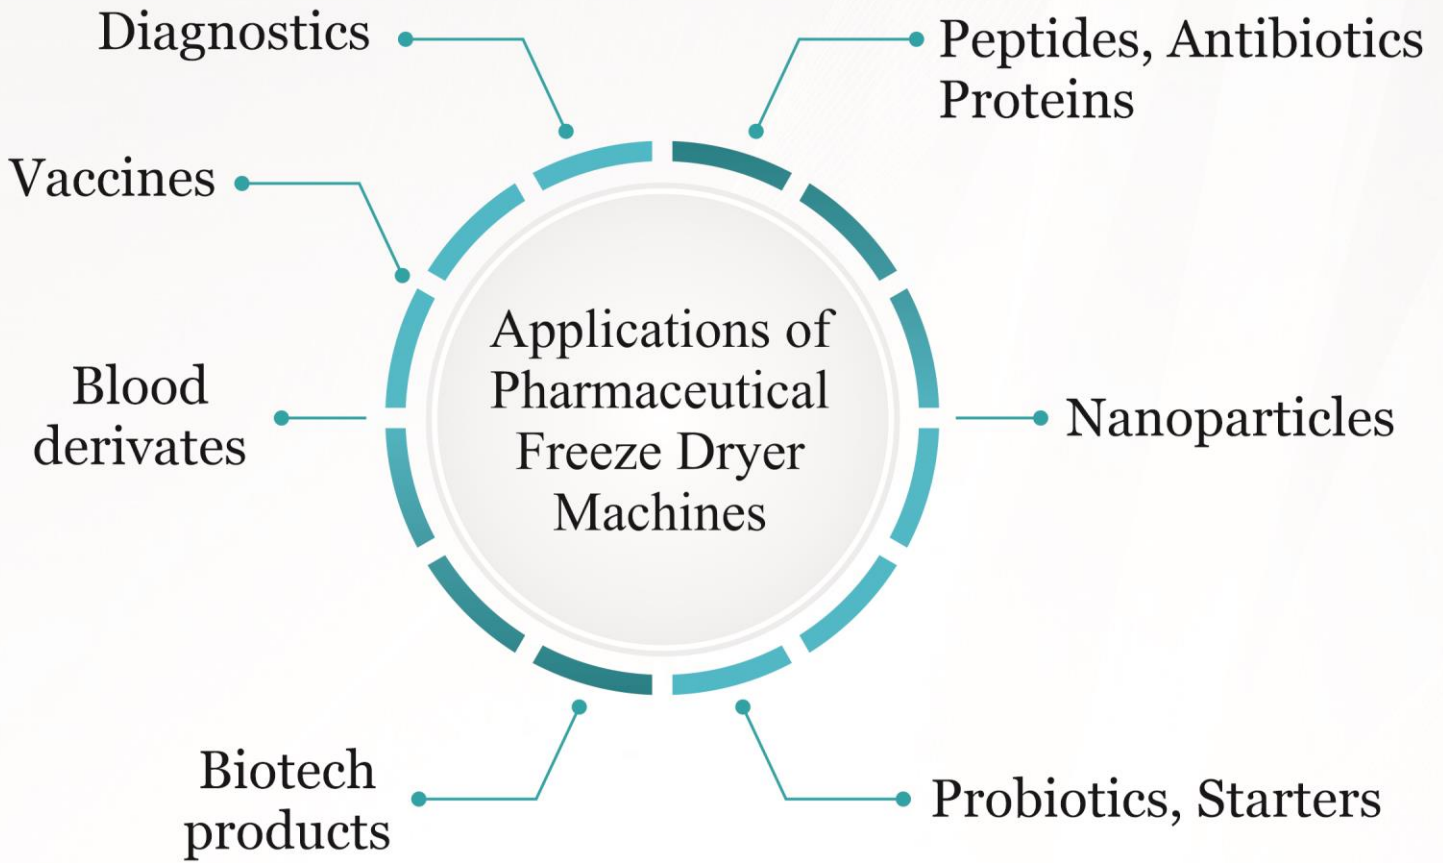 Diagnostics
Peptides, Antibiotics
Proteins
Vaccines
Applications of
Pharmaceutical
Freeze Dryer
Machines
Blood
derivates
Nanoparticles
Biotech
products
Probiotics, Starters